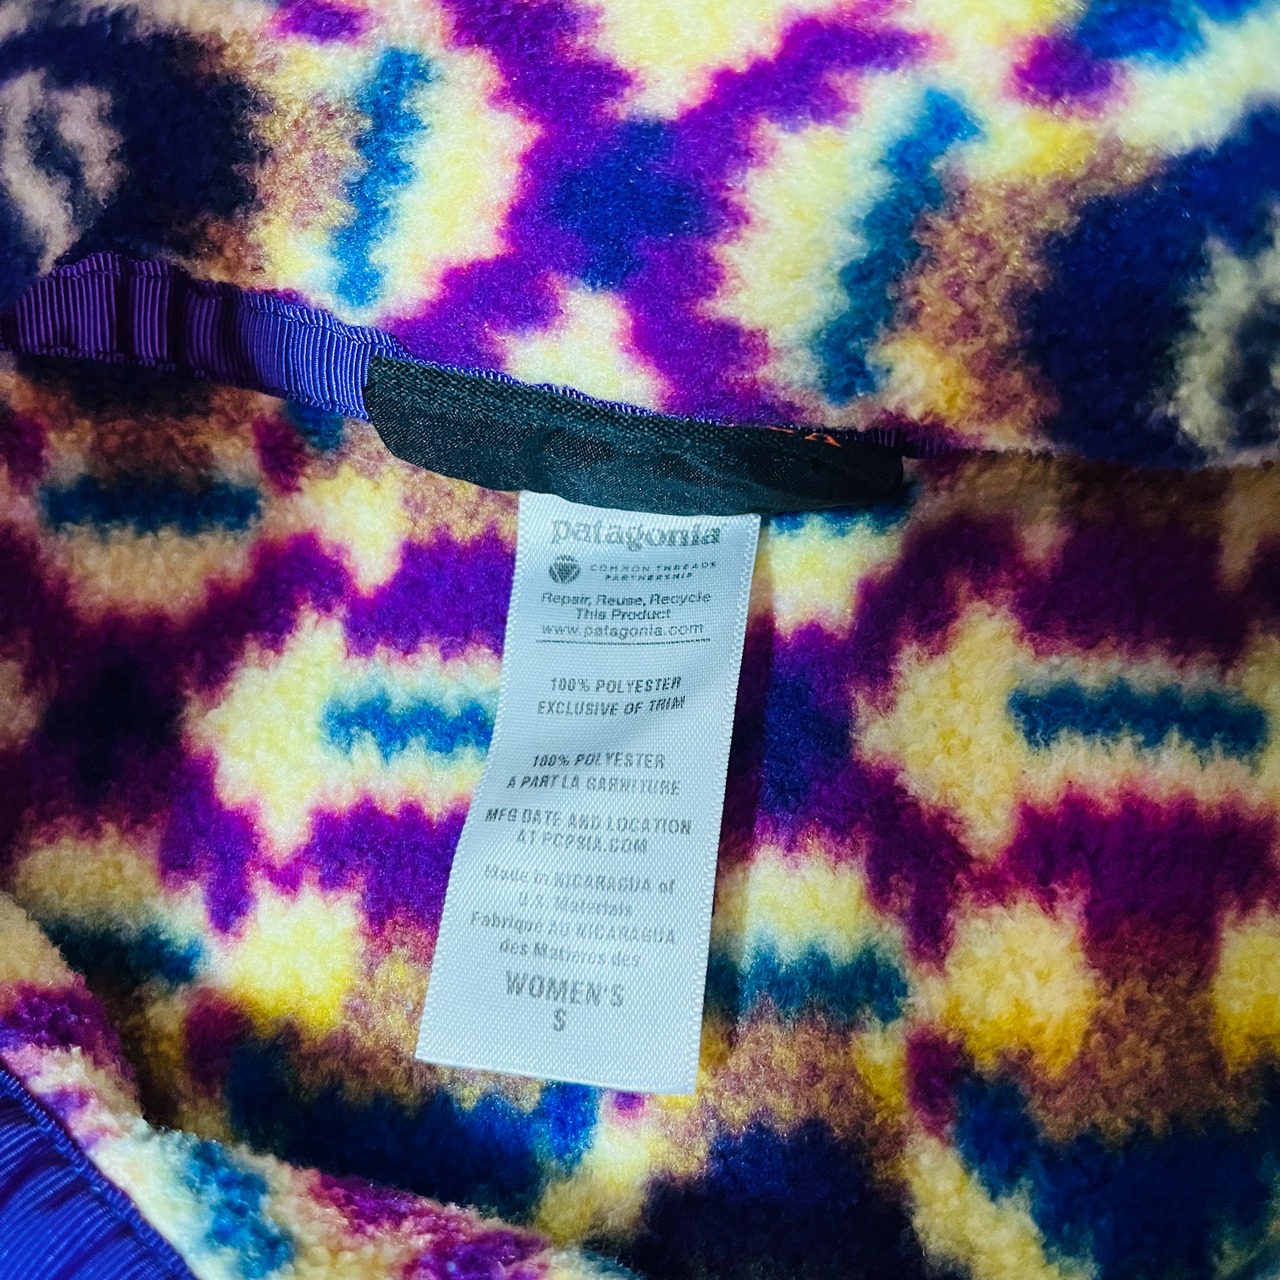 patagonia
COMMON THREADS
PARTNERSHIP
Repair, Reuse, Recycle
This Product
www.patagonia.com
100% POLYESTER
EXCLUSIVE OF TRIM
100% POLYESTER
A PART LA GARNITURE
MFG DATE AND LOCATION
AT PCPSIA.COM
Made in NICARAGUA of
U.S. Materials
Fabriqué AU NICARAGUA
des Matieres des
WOMEN'S
S